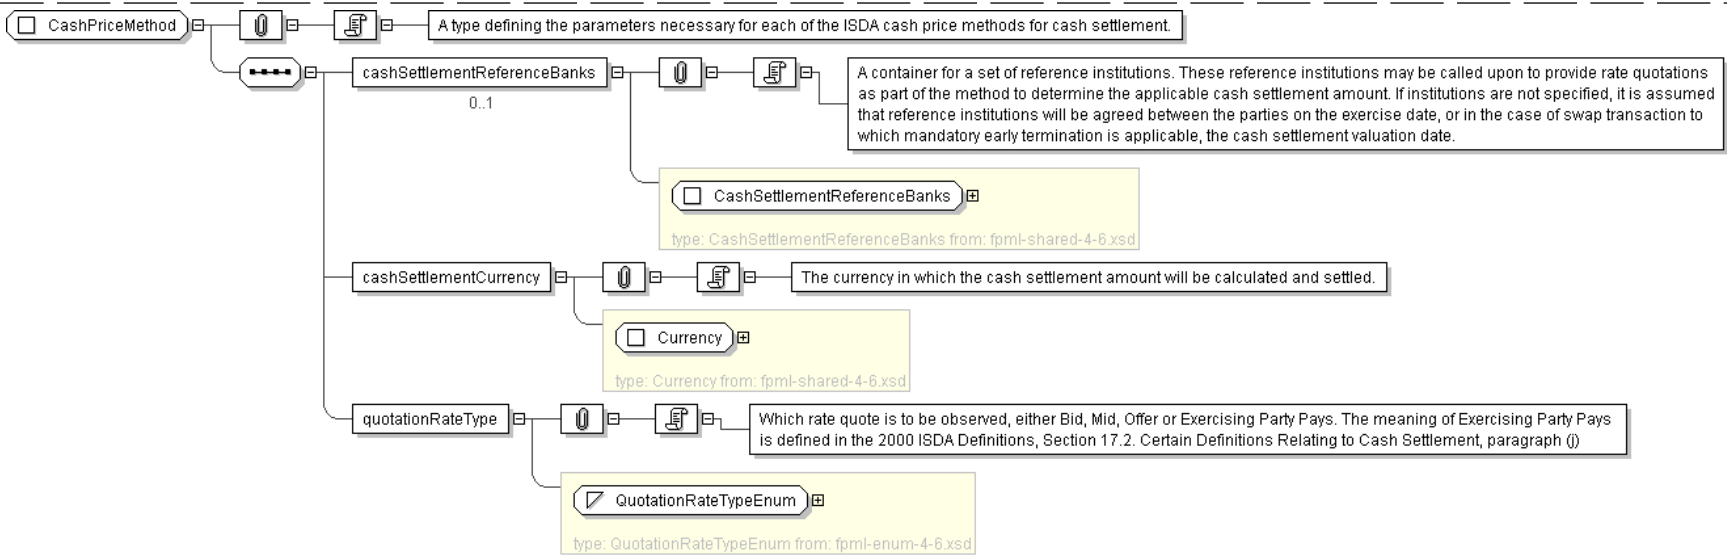 CashPriceMethod
A type defining the parameters necessary for each of the ISDA cash price methods for cash settlement.
cashSettlementReferenceBanks
0..1
A container for a set of reference institutions. These reference institutions may be called upon to provide rate quotations
as part of the method to determine the applicable cash settlement amount. If institutions are not specified, it is assumed
that reference institutions will be agreed between the parties on the exercise date, or in the case of swap transaction to
which mandatory early termination is applicable, the cash settlement valuation date.
CashSettlementReferenceBanks
type: CashSettlementReferenceBanks from: fpml-shared-4-6.xsd
cashSettlementCurrency
The currency in which the cash settlement amount will be calculated and settled.
Currency
type: Currency from: fpml-shared-4-6.xsd
quotationRateType
Which rate quote is to be observed, either Bid, Mid, Offer or Exercising Party Pays. The meaning of Exercising Party Pays
is defined in the 2000 ISDA Definitions, Section 17.2. Certain Definitions Relating to Cash Settlement, paragraph (j)
QuotationRateTypeEnum
type: QuotationRateTypeEnum from: fpml-enum-4-6.xsd